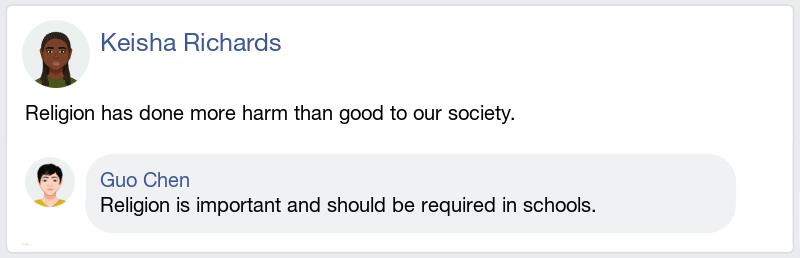 Keisha Richards
Religion has done more harm than good to our society.
Guo Chen
Religion is important and should be required in schools.